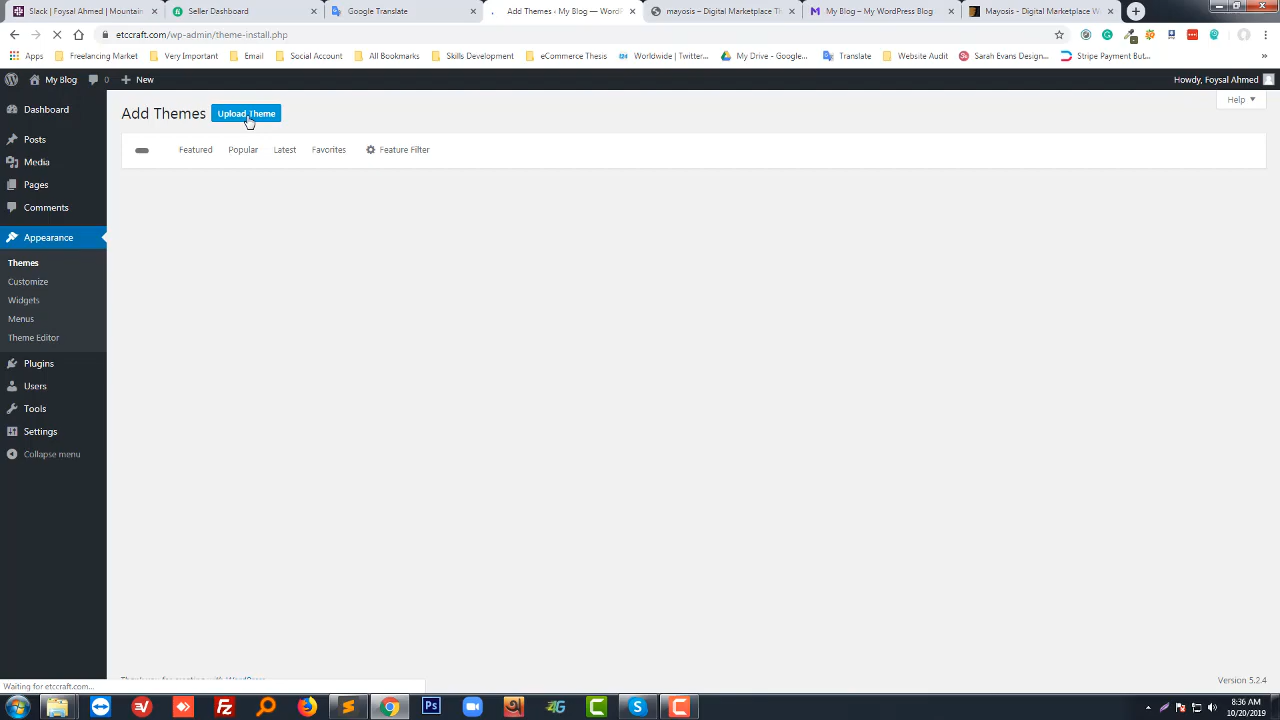 Slack | Foysal Ahmed | Mountain
Seller Dashboard
Google Translate
Add Themes ‹ My Blog — WordPr
mayosis – Digital Marketplace Th
My Blog – My WordPress Blog
Mayosis - Digital Marketplace W
etccraft.com/wp-admin/theme-install.php
Apps
Freelancing Market
Very Important
Email
Social Account
All Bookmarks
Skills Development
eCommerce Thesis
Worldwide | Twitter...
My Drive - Google...
Translate
Website Audit
Sarah Evans Design...
Stripe Payment But...
»
My Blog
0
+ New
Howdy, Foysal Ahmed
Dashboard
Posts
Media
Pages
Comments
Appearance
Themes
Customize
Widgets
Menus
Theme Editor
Plugins
Users
Tools
Settings
Collapse menu
Add Themes
Upload Theme
Help
Featured
Popular
Latest
Favorites
Feature Filter
Waiting for etccraft.com...
Version 5.2.4
8:36 AM
10/20/2019